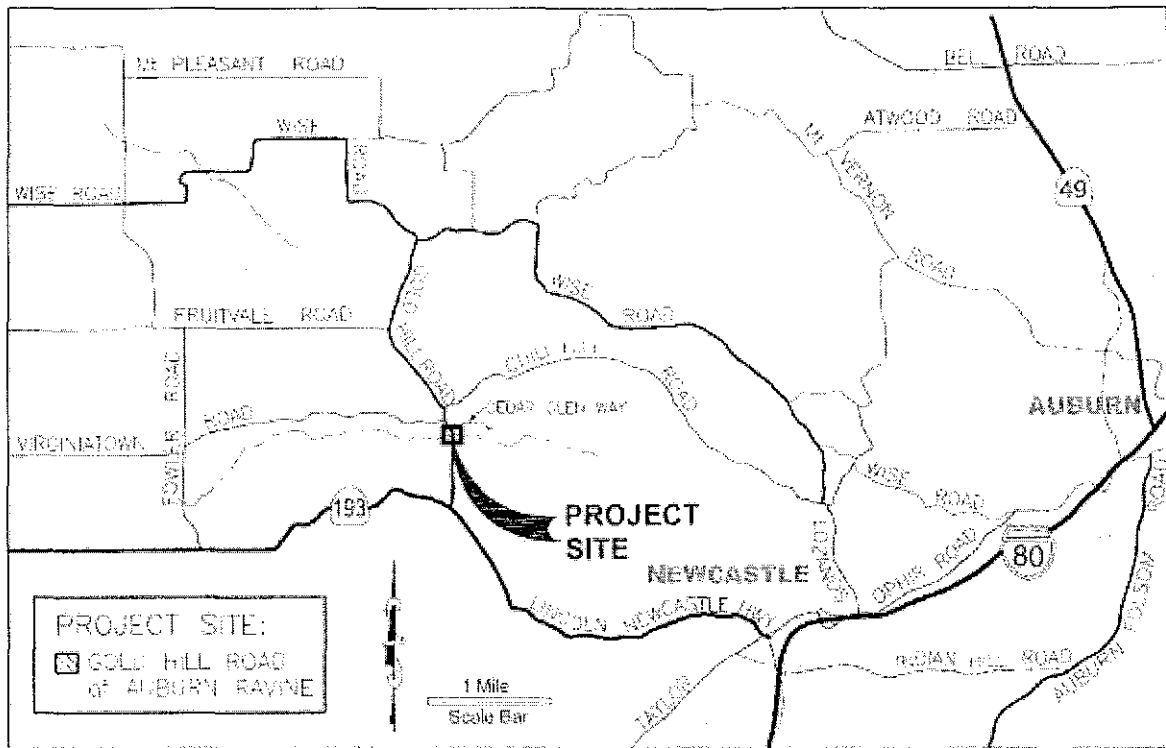 BELL ROAD
MT PLEASANT ROAD
ATWOOD ROAD
WISE
ROAD
MT VERNON ROAD
WISE ROAD
49
GOLD HILL ROAD
WISE ROAD
FRUITVALE ROAD
CHILI HILL ROAD
AUBURN
CEDAR GLEN WAY
FOWLER ROAD
ROAD
VIRGINIATOWN
WISE ROAD
193
PROJECT
SITE
80
NEWCASTLE
OPHIR ROAD
LOZANOS
LINCOLN NEWCASTLE HWY
INDIAN HILL ROAD
AUBURN FOLSOM
ROAD
TAYLOR
PROJECT SITE:
GOLD HILL ROAD
at AUBURN RAVINE
1 Mile
Scale Bar